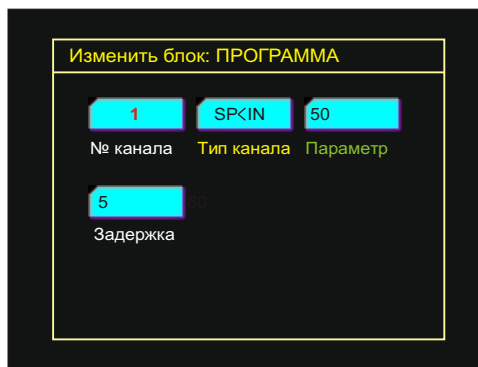 Изменить блок: ПРОГРАММА
1 SP<IN 50
№ канала Тип канала Параметр
5
Задержка